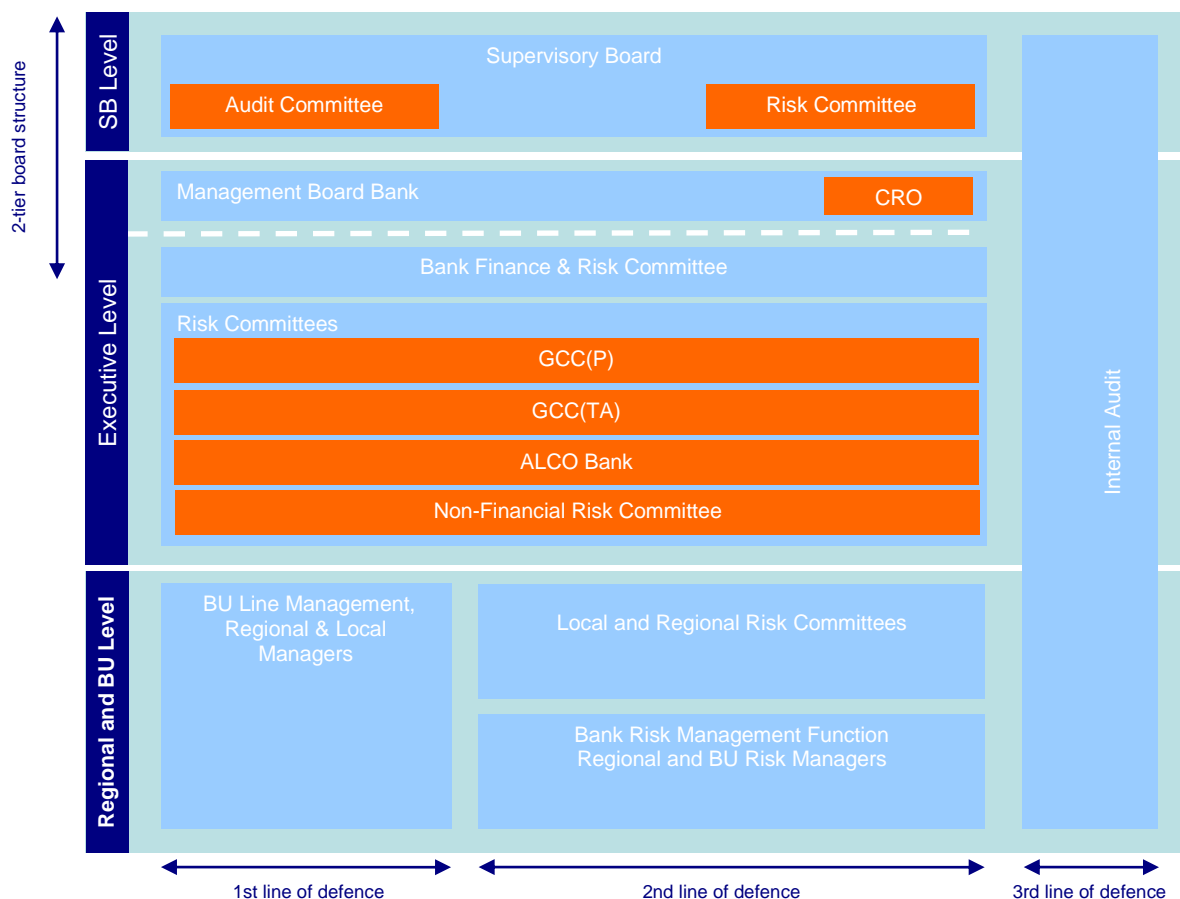 2-tier board structure
SB Level
Supervisory Board
Audit Committee
Risk Committee
Executive Level
Management Board Bank
CRO
Bank Finance & Risk Committee
Risk Committees
GCC(P)
GCC(TA)
ALCO Bank
Non-Financial Risk Committee
Internal Audit
Regional and BU Level
BU Line Management,
Regional & Local
Managers
Local and Regional Risk Committees
Bank Risk Management Function
Regional and BU Risk Managers
1st line of defence
2nd line of defence
3rd line of defence